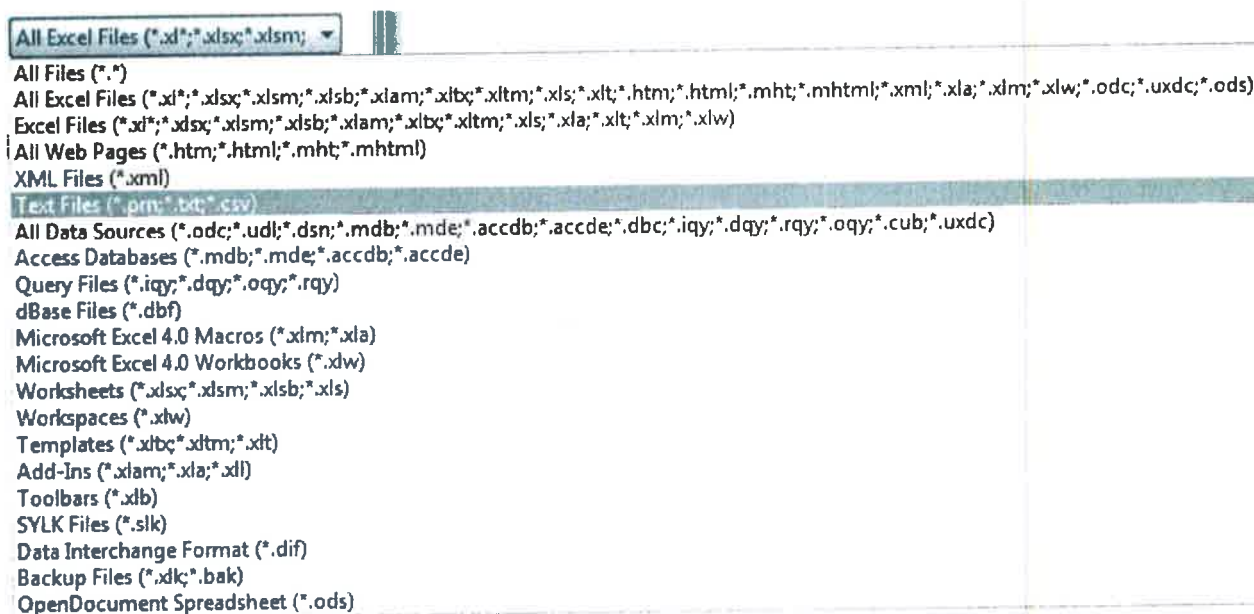 All Excel Files (*.xl*;*.xlsx;*.xlsm;
All Files (*.*)
All Excel Files (*.xl*;*.xlsx;*.xlsm;*.xlsb;*.xlam;*.xltx;*.xltm;*.xls;*.xlt;*.htm;*.html;*.mht;*.mhtml;*.xml;*.xla;*.xlm;*.xlw;*.odc;*.uxdc;*.ods)
Excel Files (*.xl*;*.xlsx;*.xlsm;*.xlsb;*.xlam;*.xltx;*.xltm;*.xls;*.xla;*.xlt;*.xlm;*.xlw)
All Web Pages (*.htm;*.html;*.mht;*.mhtml)
XML Files (*.xml)
Text Files (*.prn;*.txt;*.csv)
All Data Sources (*.odc;*.udl;*.dsn;*.mdb;*.mde;*.accdb;*.accde;*.dbc;*.iqy;*.dqy;*.rqy;*.oqy;*.cub;*.uxdc)
Access Databases (*.mdb;*.mde;*.accdb;*.accde)
Query Files (*.iqy;*.dqy;*.oqy;*.rqy)
dBase Files (*.dbf)
Microsoft Excel 4.0 Macros (*.xlm;*.xla)
Microsoft Excel 4.0 Workbooks (*.xlw)
Worksheets (*.xlsx;*.xlsm;*.xlsb;*.xls)
Workspaces (*.xlw)
Templates (*.xltx;*.xltm;*.xlt)
Add-Ins (*.xlam;*.xla;*.xll)
Toolbars (*.xlb)
SYLK Files (*.slk)
Data Interchange Format (*.dif)
Backup Files (*.xlk;*.bak)
OpenDocument Spreadsheet (*.ods)